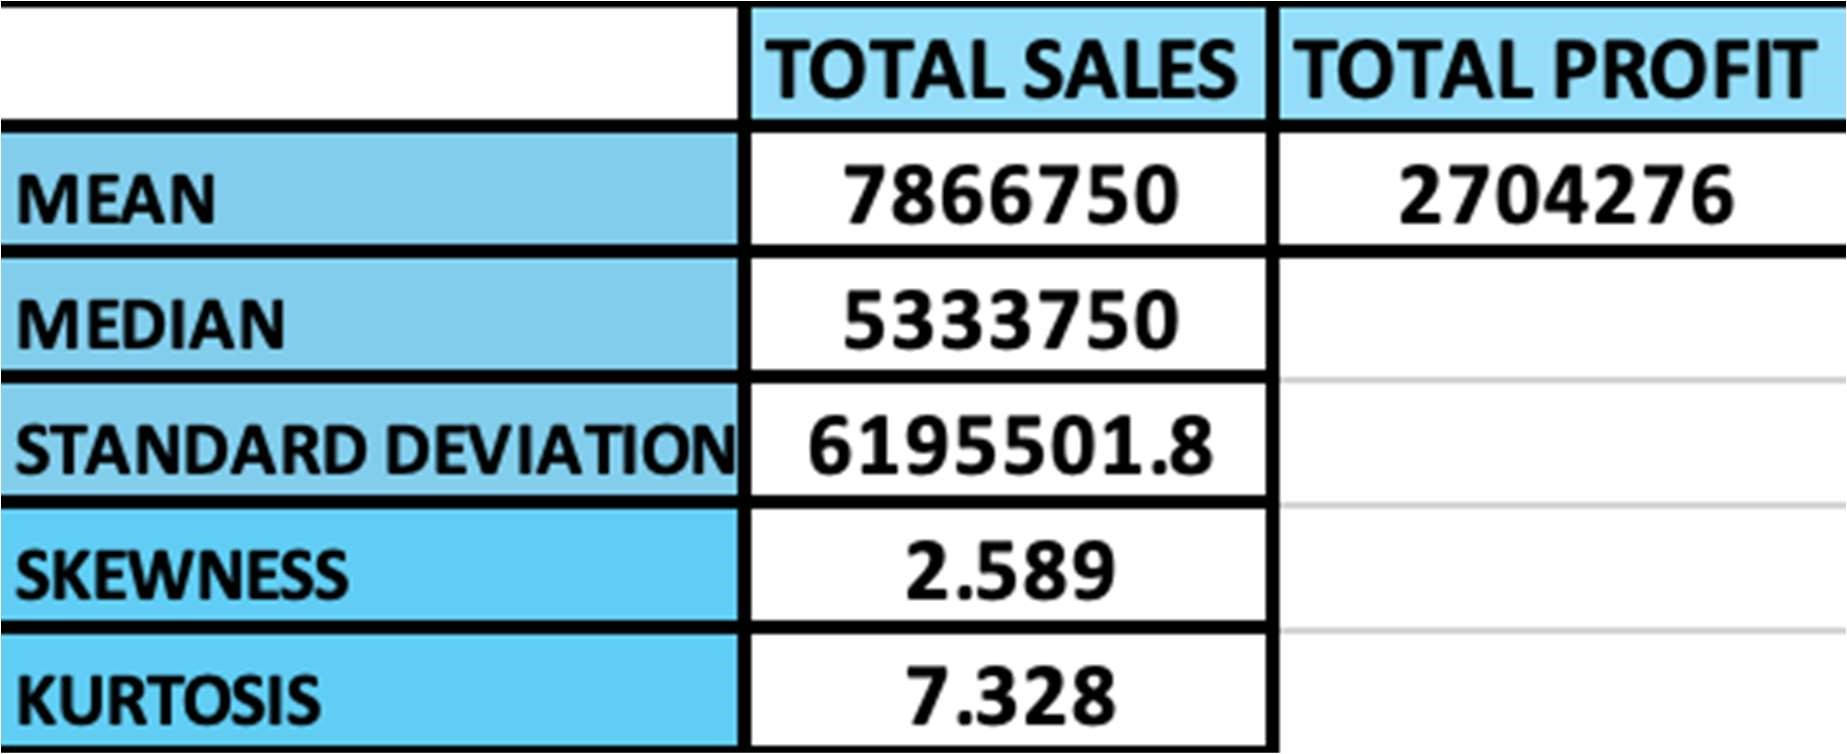 TOTAL SALES TOTAL PROFIT
MEAN 7866750 2704276
MEDIAN 5333750
STANDARD DEVIATION 6195501.8
SKEWNESS 2.589
KURTOSIS 7.328